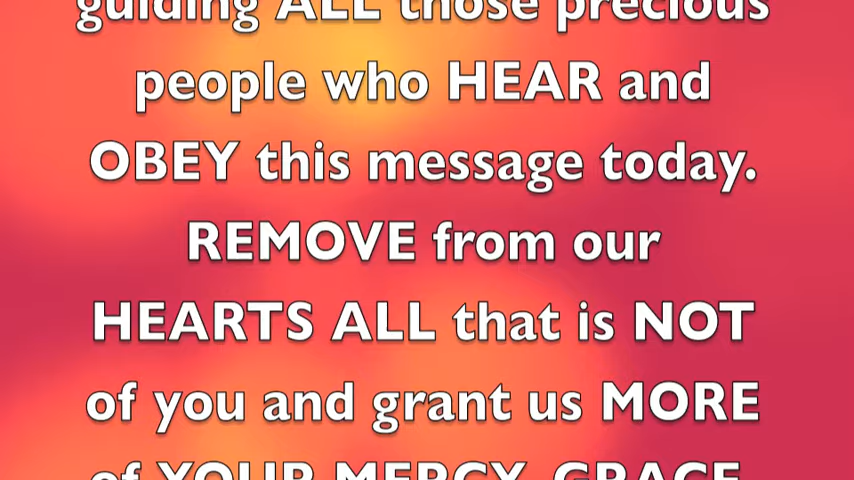 guiding ALL those precious
people who HEAR and
OBEY this message today.
REMOVE from our
HEARTS ALL that is NOT
of you and grant us MORE
of YOUR MERCY, GRACE,